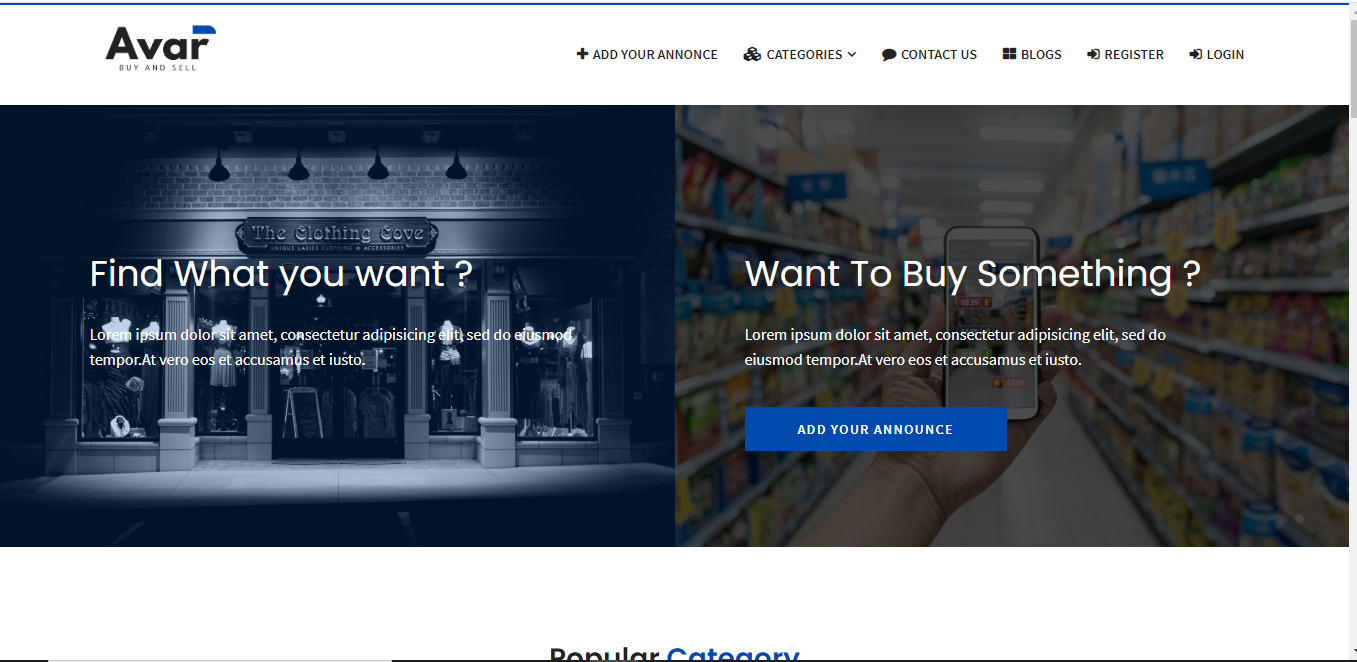 Avar
BUY AND SELL
ADD YOUR ANNONCE
CATEGORIES
CONTACT US
BLOGS
REGISTER
LOGIN
The Clothing Cove
UNIQUE LADIES CLOTHING & ACCESSORIES
Find What you want ?
Lorem ipsum dolor sit amet, consectetur adipisicing elit, sed do eiusmod
tempor.At vero eos et accusamus et iusto.
Want To Buy Something ?
$8.99
Lorem ipsum dolor sit amet, consectetur adipisicing elit, sed do
eiusmod tempor.At vero eos et accusamus et iusto.
ADD YOUR ANNOUNCE
Popular Category